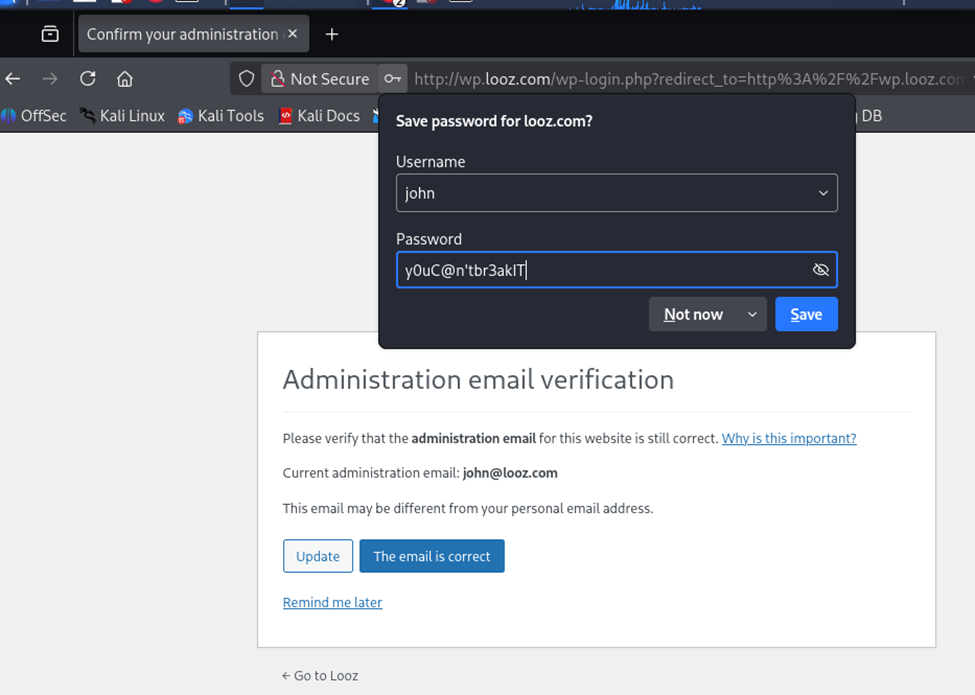 2
Confirm your administration
Not Secure
http://wp.looz.com/wp-login.php?redirect_to=http%3A%2F%2Fwp.looz.com
OffSec Kali Linux Kali Tools Kali Docs DB
Save password for looz.com?
Username
john
Password
y0uC@n'tbr3akIT
Not now Save
Administration email verification
Please verify that the administration email for this website is still correct. Why is this important?
Current administration email: john@looz.com
This email may be different from your personal email address.
Update The email is correct
Remind me later
← Go to Looz